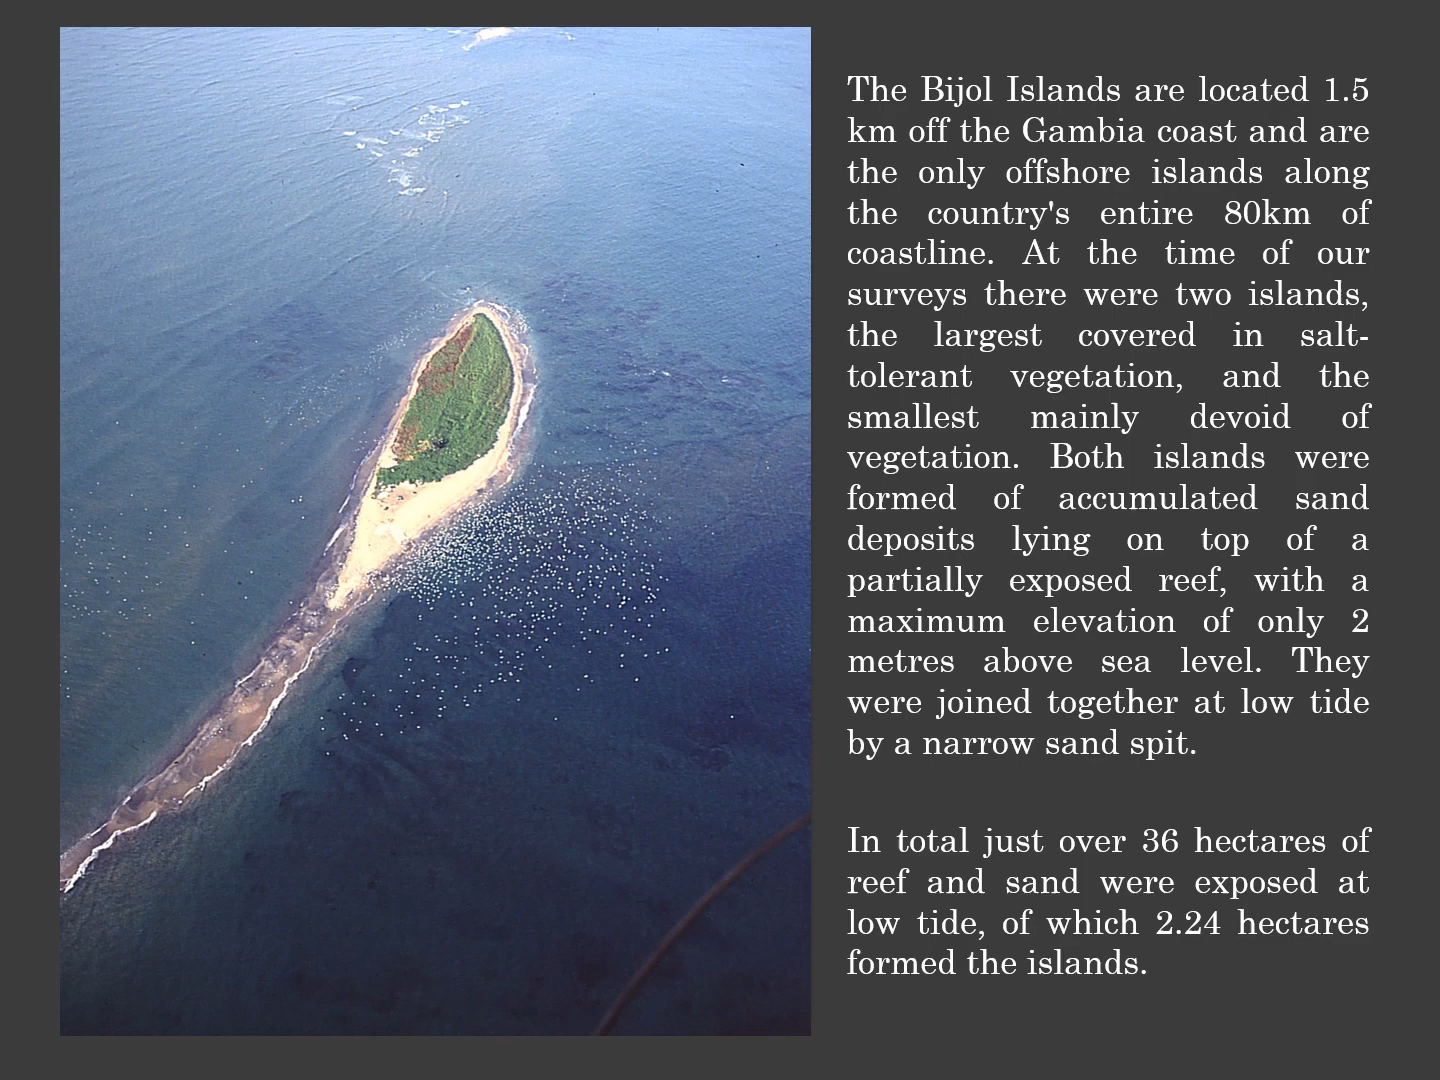 The Bijol Islands are located 1.5
km off the Gambia coast and are
the only offshore islands along
the country's entire 80km of
coastline. At the time of our
surveys there were two islands,
the largest covered in salt-
tolerant vegetation, and the
smallest mainly devoid of
vegetation. Both islands were
formed of accumulated sand
deposits lying on top of a
partially exposed reef, with a
maximum elevation of only 2
metres above sea level. They
were joined together at low tide
by a narrow sand spit.
In total just over 36 hectares of
reef and sand were exposed at
low tide, of which 2.24 hectares
formed the islands.